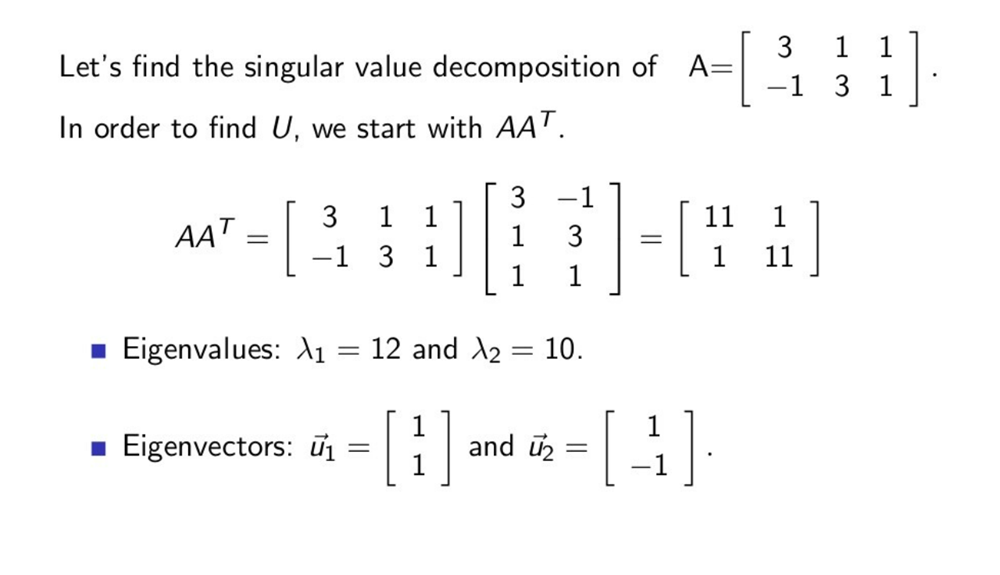 Let's find the singular value decomposition of A=[ 3 1 1 ; −1 3 1 ].
In order to find U, we start with AAᵀ.
AAᵀ = [ 3 1 1 ; −1 3 1 ] [ 3 −1 ; 1 3 ; 1 1 ] = [ 11 1 ; 1 11 ]
■ Eigenvalues: λ₁ = 12 and λ₂ = 10.
■ Eigenvectors: u⃗₁ = [ 1 ; 1 ] and u⃗₂ = [ 1 ; −1 ].